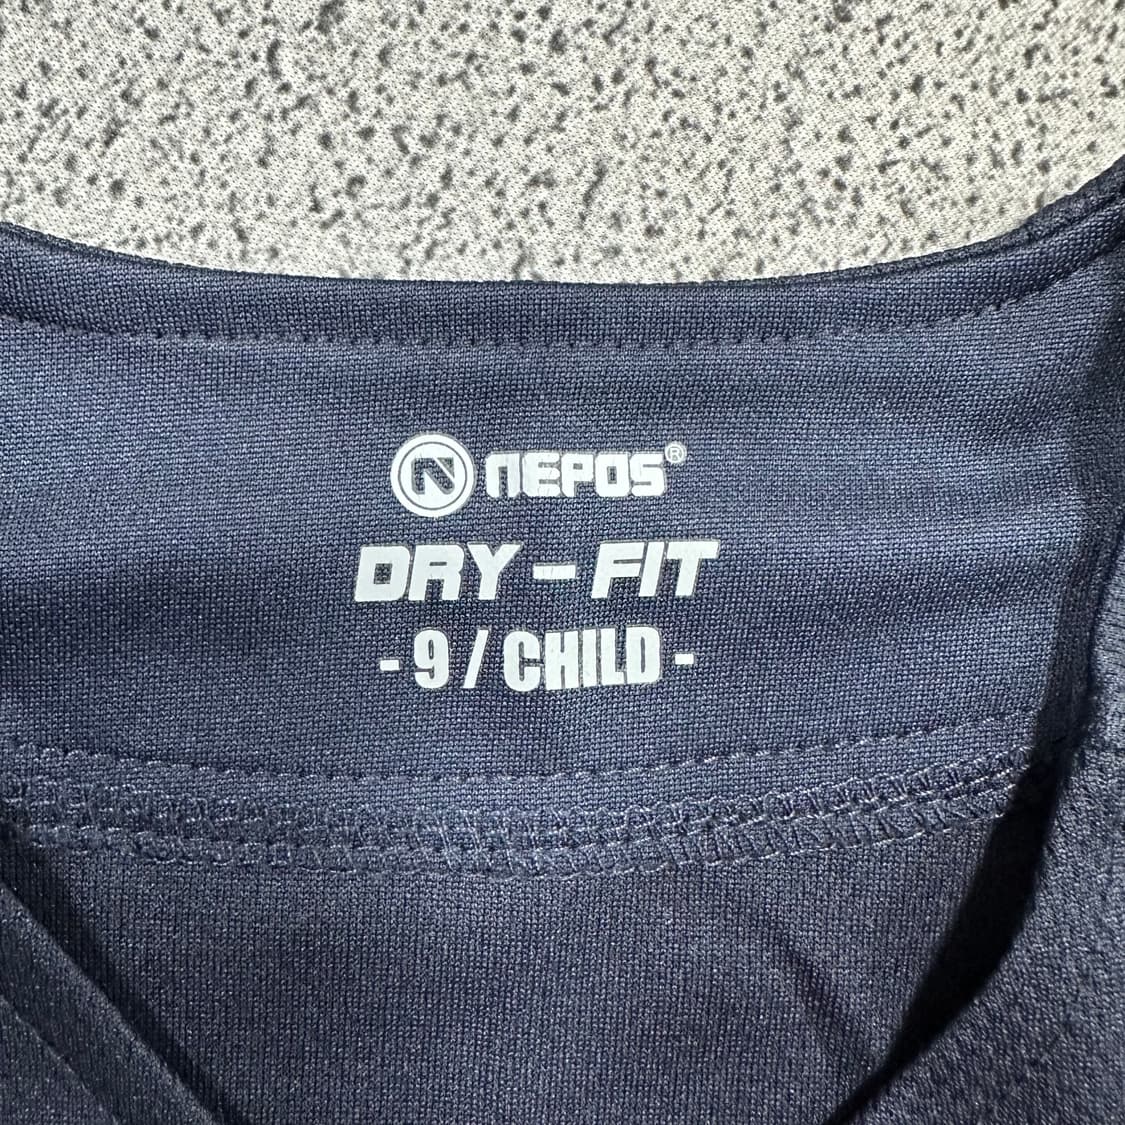 N NEPOS®
DRY - FIT
- 9 / CHILD -